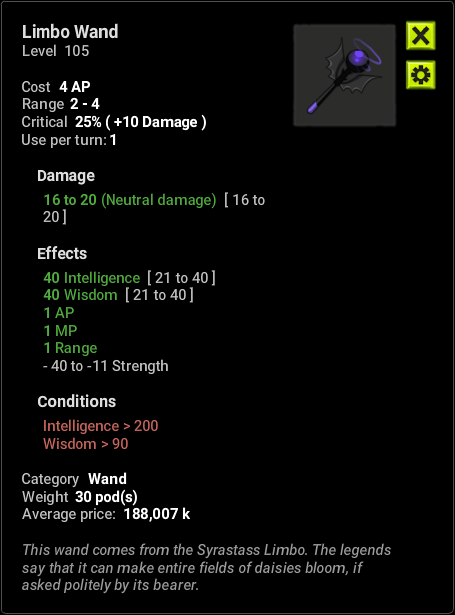 Limbo Wand
Level 105
Cost 4 AP
Range 2 - 4
Critical 25% ( +10 Damage )
Use per turn: 1
Damage
16 to 20 (Neutral damage) [ 16 to
20 ]
Effects
40 Intelligence [ 21 to 40 ]
40 Wisdom [ 21 to 40 ]
1 AP
1 MP
1 Range
- 40 to -11 Strength
Conditions
Intelligence > 200
Wisdom > 90
Category Wand
Weight 30 pod(s)
Average price: 188,007 k
This wand comes from the Syrastass Limbo. The legends
say that it can make entire fields of daisies bloom, if
asked politely by its bearer.